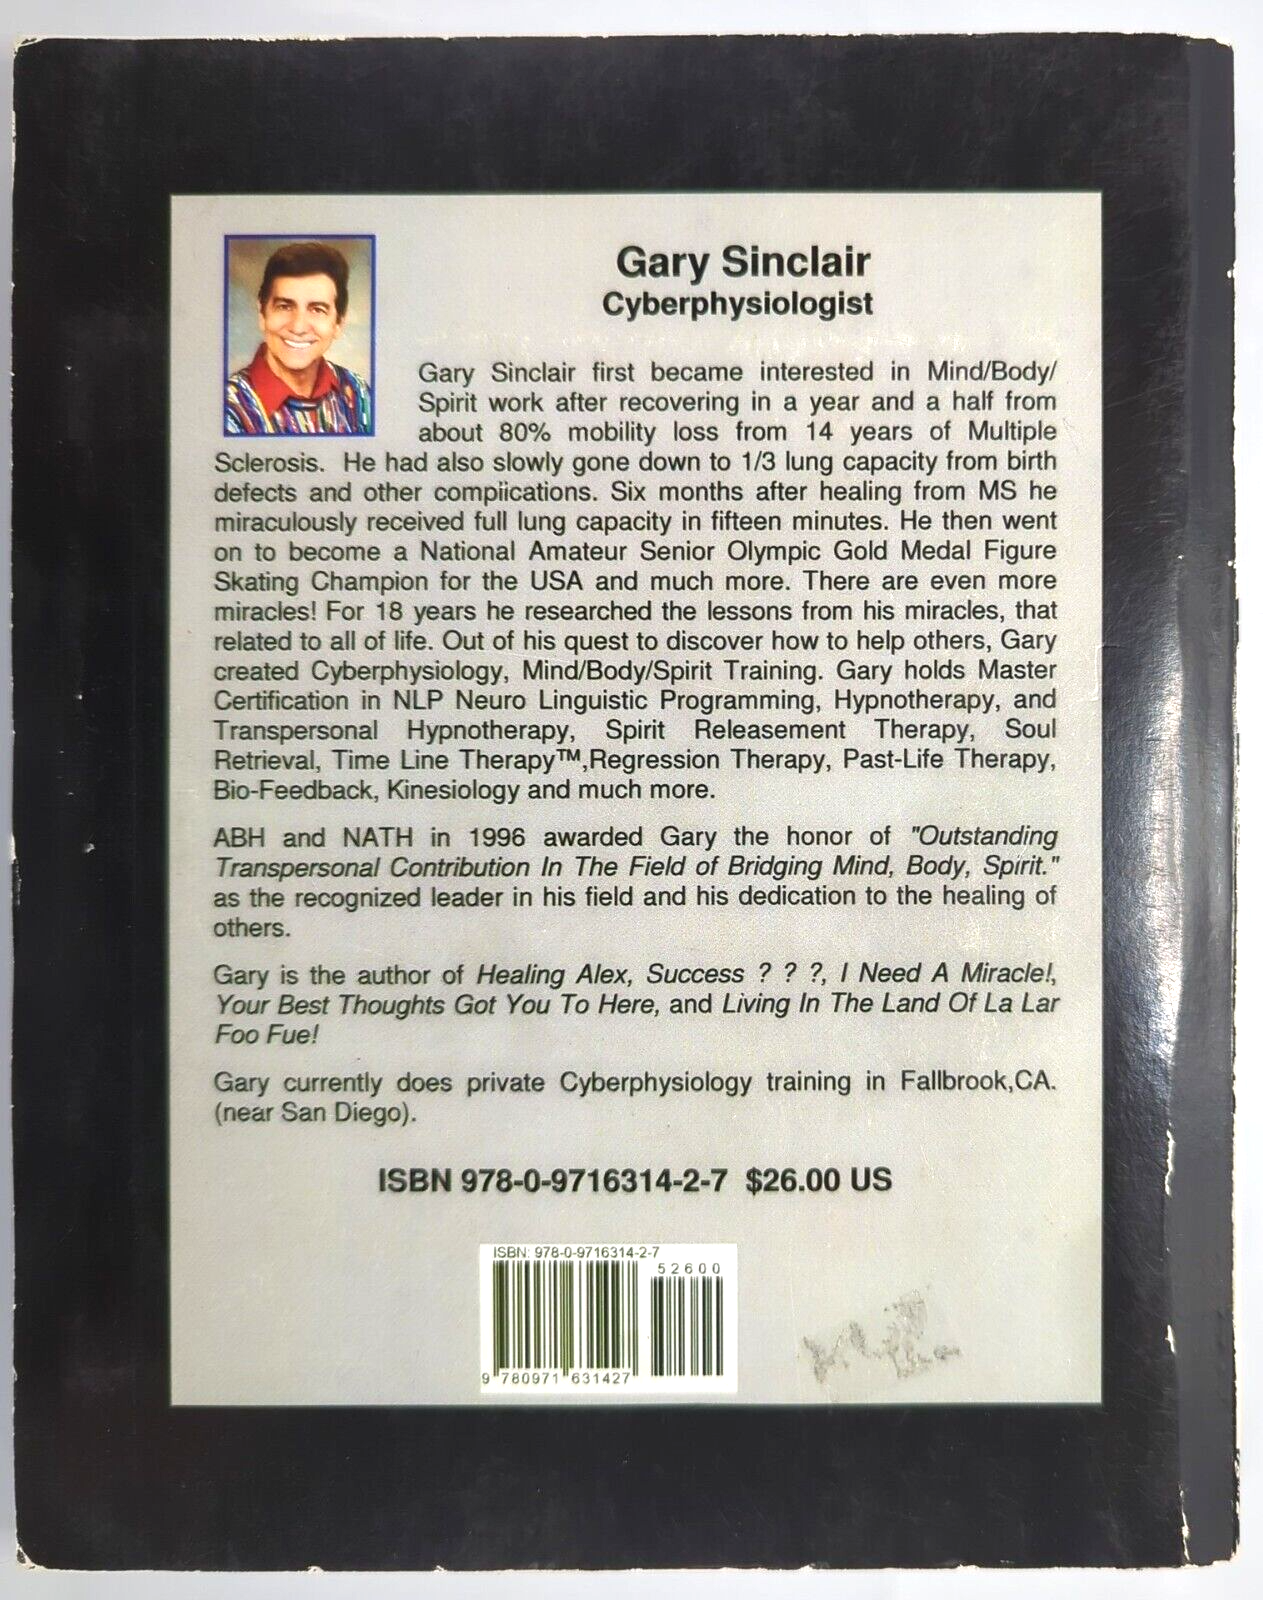 Gary Sinclair
Cyberphysiologist
Gary Sinclair first became interested in Mind/Body/
Spirit work after recovering in a year and a half from
about 80% mobility loss from 14 years of Multiple
Sclerosis. He had also slowly gone down to 1/3 lung capacity from birth
defects and other compiications. Six months after healing from MS he
miraculously received full lung capacity in fifteen minutes. He then went
on to become a National Amateur Senior Olympic Gold Medal Figure
Skating Champion for the USA and much more. There are even more
miracles! For 18 years he researched the lessons from his miracles, that
related to all of life. Out of his quest to discover how to help others, Gary
created Cyberphysiology, Mind/Body/Spirit Training. Gary holds Master
Certification in NLP Neuro Linguistic Programming, Hypnotherapy, and
Transpersonal Hypnotherapy, Spirit Releasement Therapy, Soul
Retrieval, Time Line Therapy™,Regression Therapy, Past-Life Therapy,
Bio-Feedback, Kinesiology and much more.
ABH and NATH in 1996 awarded Gary the honor of "Outstanding
Transpersonal Contribution In The Field of Bridging Mind, Body, Spirit."
as the recognized leader in his field and his dedication to the healing of
others.
Gary is the author of Healing Alex, Success ? ? ?, I Need A Miracle!,
Your Best Thoughts Got You To Here, and Living In The Land Of La Lar
Foo Fue!
Gary currently does private Cyberphysiology training in Fallbrook,CA.
(near San Diego).
ISBN 978-0-9716314-2-7 $26.00 US
ISBN: 978-0-9716314-2-7
52600
9 780971 631427